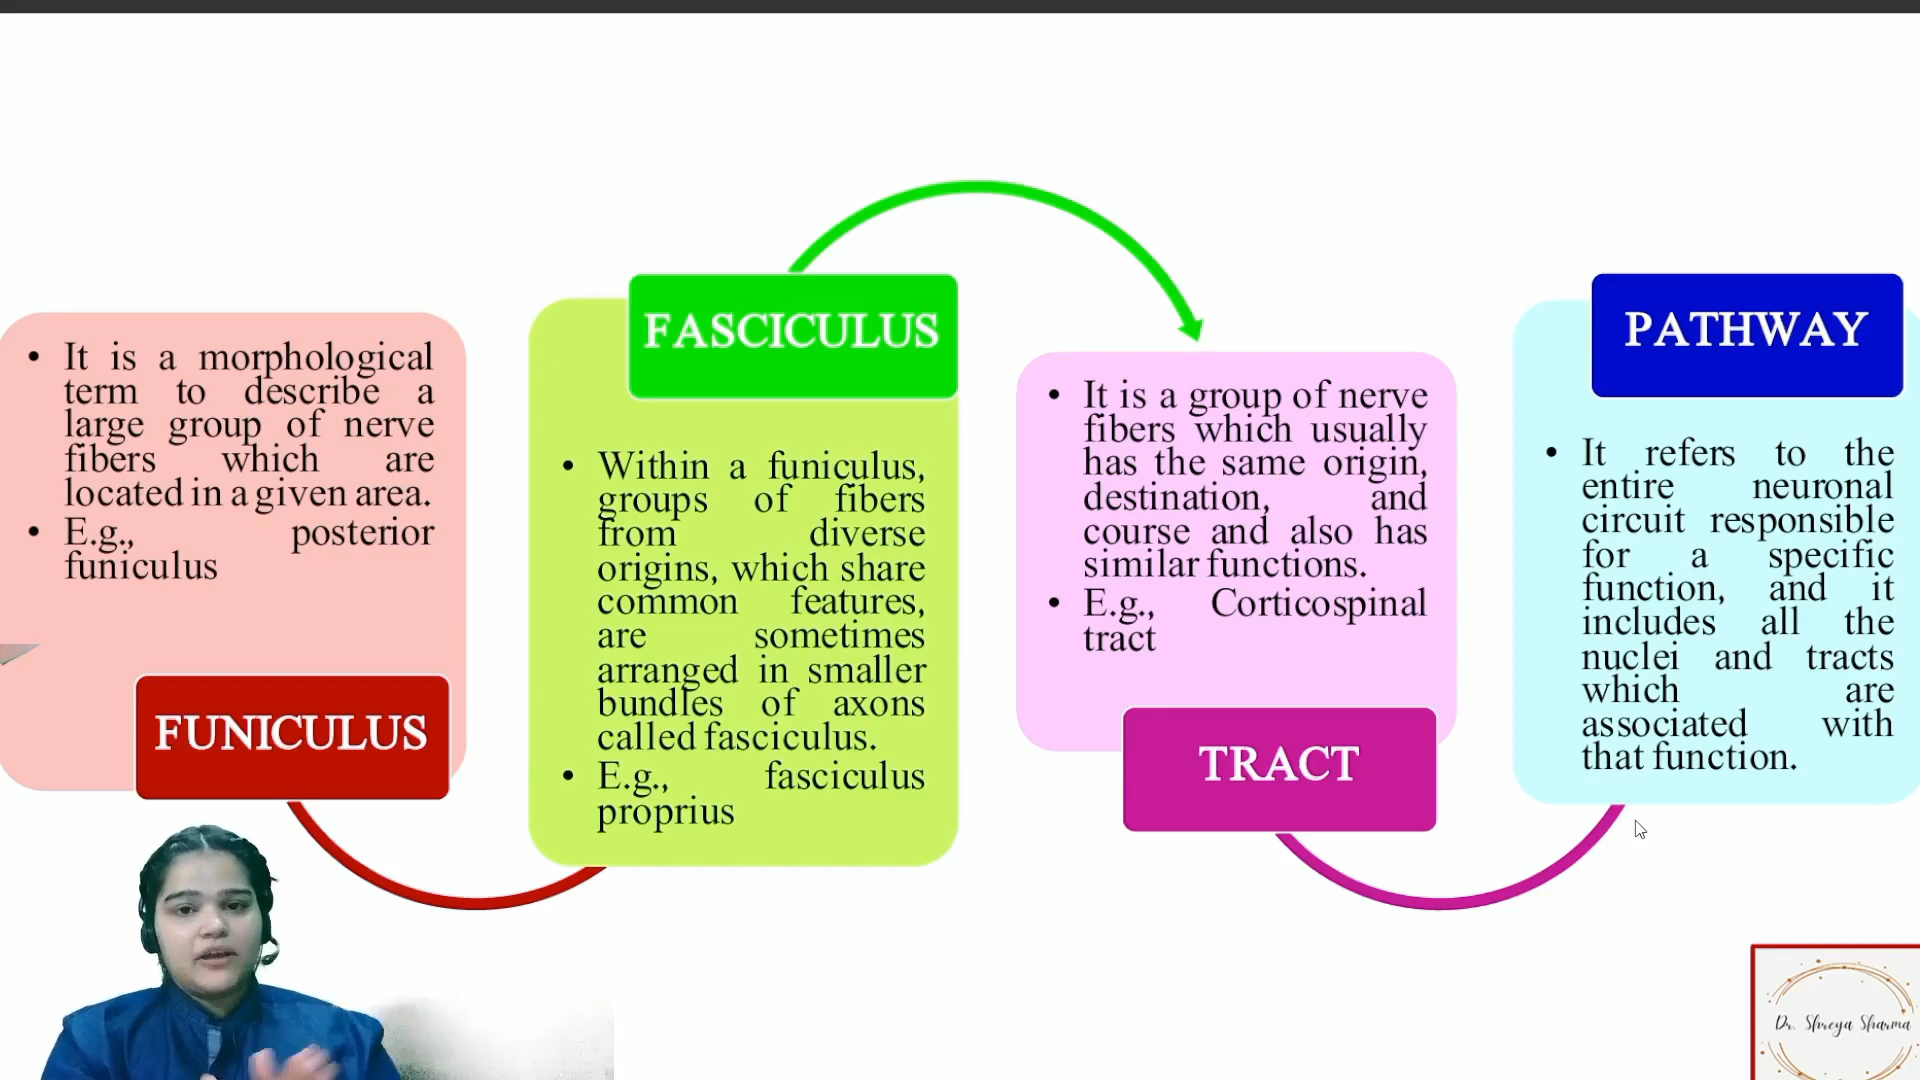 • It is a morphological
term to describe a
large group of nerve
fibers which are
located in a given area.
• E.g., posterior
funiculus
FUNICULUS
FASCICULUS
• Within a funiculus,
groups of fibers
from diverse
origins, which share
common features,
are sometimes
arranged in smaller
bundles of axons
called fasciculus.
• E.g., fasciculus
proprius
• It is a group of nerve
fibers which usually
has the same origin,
destination, and
course and also has
similar functions.
• E.g., Corticospinal
tract
TRACT
PATHWAY
• It refers to the
entire neuronal
circuit responsible
for a specific
function, and it
includes all the
nuclei and tracts
which are
associated with
that function.
Dr. Shreya Sharma